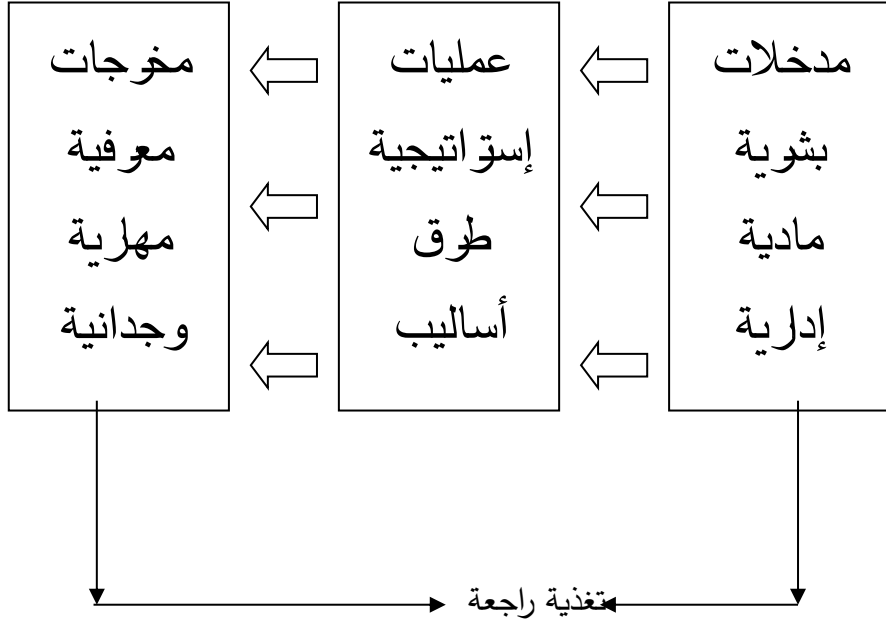 مدخلات
بشرية
مادية
إدارية
عمليات
إستراتيجية
طرق
أساليب
مخرجات
معرفية
مهارية
وجدانية
تغذية راجعة